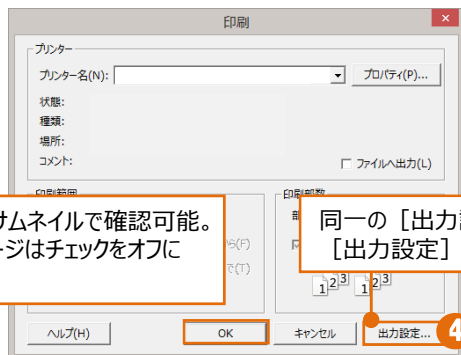 印刷
プリンター
プリンター名(N):
プロパティ(P)...
状態:
種類:
場所:
コメント:
ファイルへ出力(L)
印刷範囲
印刷部数
サムネイルで確認可能。
ージはチェックをオフに
から(F)
で(T)
部
同一の［出力
［出力設定］
1 2 3 1 2 3
ヘルプ(H)
OK
キャンセル
出力設定...
4